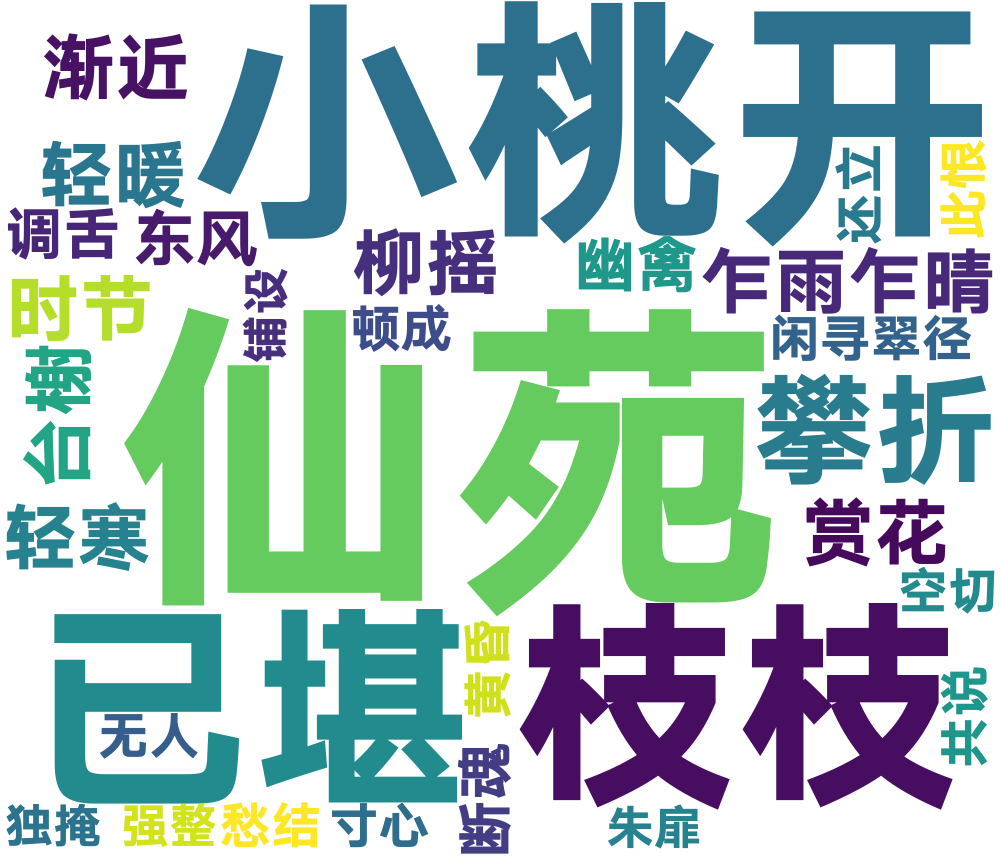 小桃开
渐近
轻暖
还立
此恨
调舌
东风
柳摇
幽禽
乍雨乍晴
时节
铺设
顿成
闲寻翠径
仙苑
台榭
攀折
轻寒
赏花
空切
已堪
枝枝
黄昏
共说
无人
断魂
独掩
强整
愁结
寸心
朱扉